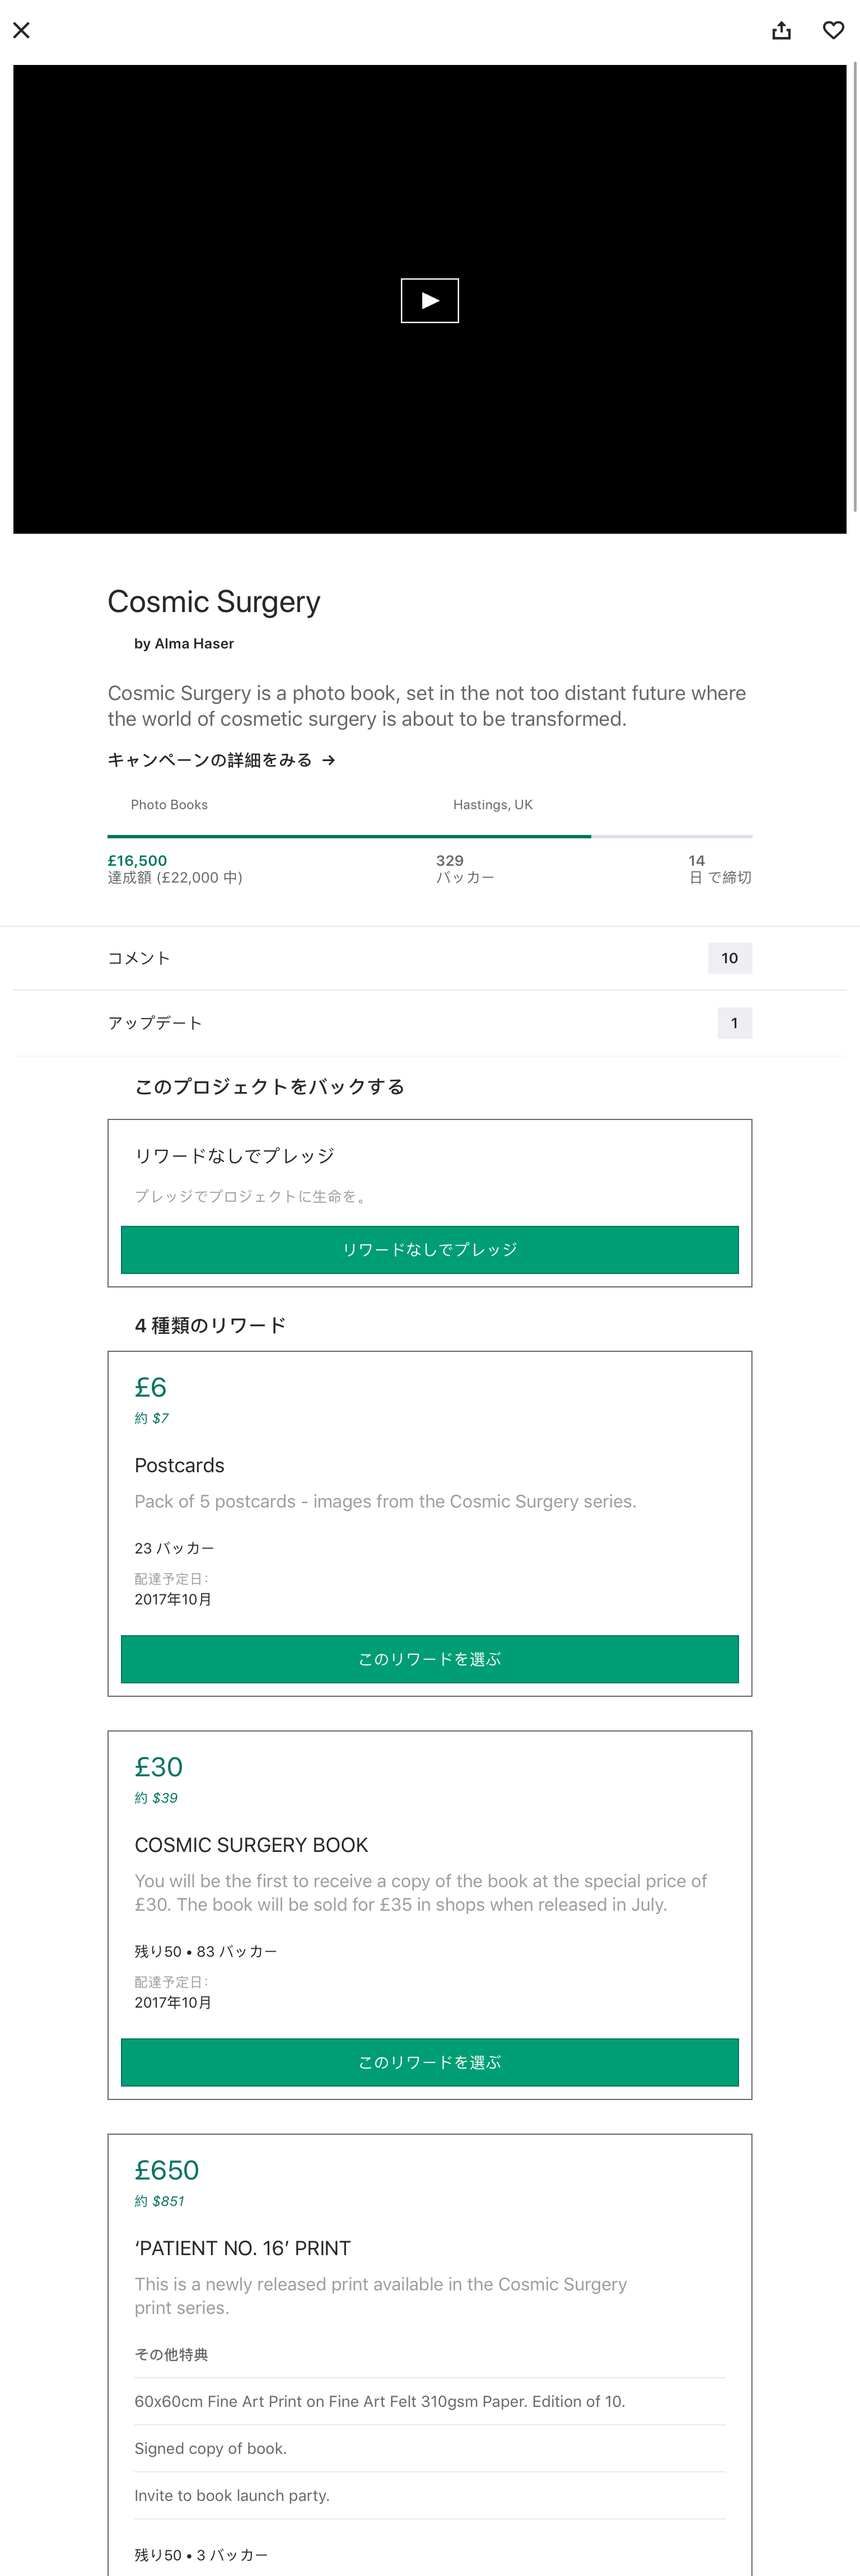 Cosmic Surgery
by Alma Haser
Cosmic Surgery is a photo book, set in the not too distant future where
the world of cosmetic surgery is about to be transformed.
キャンペーンの詳細をみる →
Photo Books
Hastings, UK
£16,500
達成額 (£22,000 中)
329
バッカー
14
日 で締切
コメント
10
アップデート
1
このプロジェクトをバックする
リワードなしでプレッジ
プレッジでプロジェクトに生命を。
リワードなしでプレッジ
4 種類のリワード
£6
約 $7
Postcards
Pack of 5 postcards - images from the Cosmic Surgery series.
23 バッカー
配達予定日:
2017年10月
このリワードを選ぶ
£30
約 $39
COSMIC SURGERY BOOK
You will be the first to receive a copy of the book at the special price of
£30. The book will be sold for £35 in shops when released in July.
残り50 • 83 バッカー
配達予定日:
2017年10月
このリワードを選ぶ
£650
約 $851
‘PATIENT NO. 16’ PRINT
This is a newly released print available in the Cosmic Surgery
print series.
その他特典
60x60cm Fine Art Print on Fine Art Felt 310gsm Paper. Edition of 10.
Signed copy of book.
Invite to book launch party.
残り50 • 3 バッカー